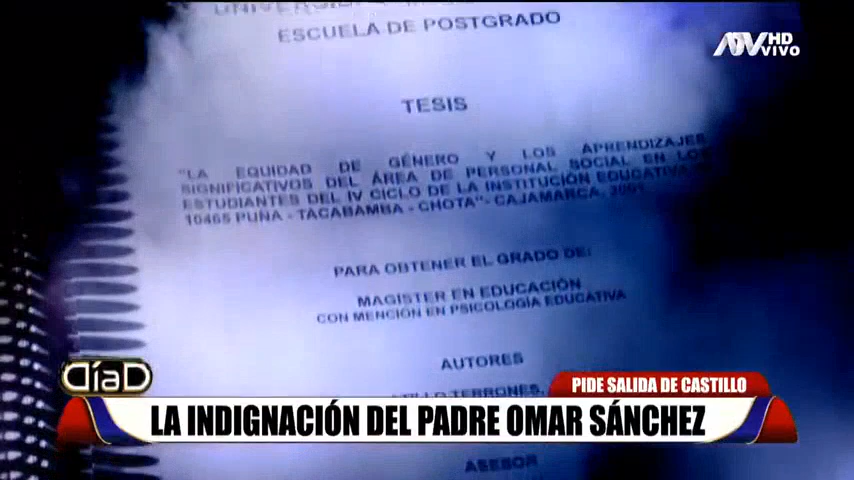 ESCUELA DE POSTGRADO
ATV HD
VIVO
TESIS
"LA EQUIDAD DE GÉNERO Y LOS APRENDIZAJES
SIGNIFICATIVOS DEL ÁREA DE PERSONAL SOCIAL EN LOS
ESTUDIANTES DEL IV CICLO DE LA INSTITUCIÓN EDUCATIVA
10465 PUÑA - TACABAMBA - CHOTA"- CAJAMARCA,
PARA OBTENER EL GRADO DE:
MAGISTER EN EDUCACIÓN
CON MENCIÓN EN PSICOLOGÍA EDUCATIVA
AUTORES
TERRONES,
DíaD
PIDE SALIDA DE CASTILLO
LA INDIGNACIÓN DEL PADRE OMAR SÁNCHEZ
ASESOR